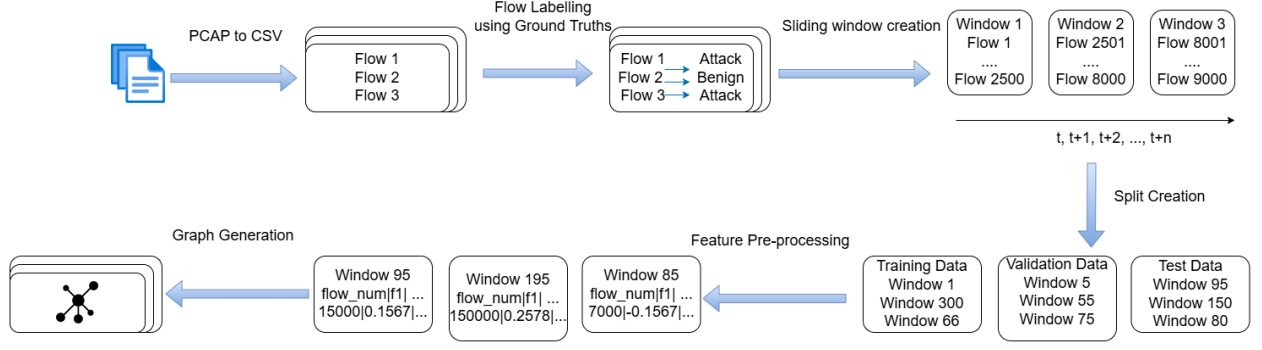 PCAP to CSV
Flow 1
Flow 2
Flow 3
Flow Labelling
using Ground Truths
Flow 1 Attack
Flow 2 Benign
Flow 3 Attack
Sliding window creation
Window 1
Flow 1
....
Flow 2500
Window 2
Flow 2501
....
Flow 8000
Window 3
Flow 8001
....
Flow 9000
t, t+1, t+2, ..., t+n
Split Creation
Training Data
Window 1
Window 300
Window 66
Validation Data
Window 5
Window 55
Window 75
Test Data
Window 95
Window 150
Window 80
Feature Pre-processing
Window 95
flow_num|f1| ...
15000|0.1567|...
Window 195
flow_num|f1| ...
150000|0.2578|...
Window 85
flow_num|f1| ...
7000|-0.1567|...
Graph Generation